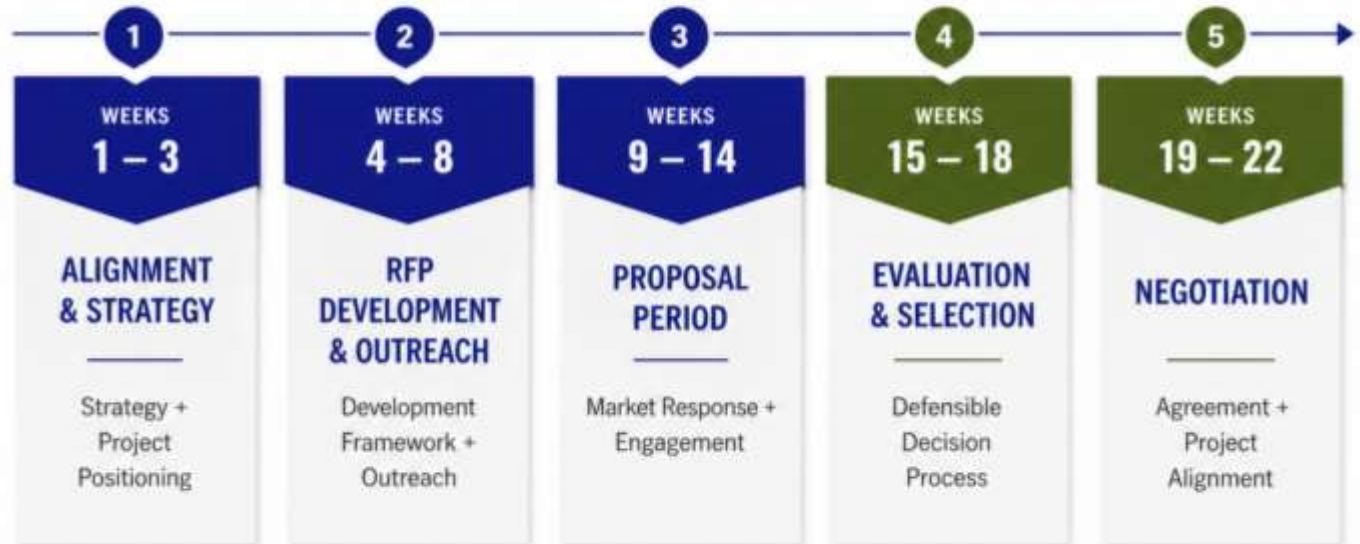 1
WEEKS
1 – 3
ALIGNMENT
& STRATEGY
Strategy +
Project
Positioning
2
WEEKS
4 – 8
RFP
DEVELOPMENT
& OUTREACH
Development
Framework +
Outreach
3
WEEKS
9 – 14
PROPOSAL
PERIOD
Market Response +
Engagement
4
WEEKS
15 – 18
EVALUATION
& SELECTION
Defensible
Decision
Process
5
WEEKS
19 – 22
NEGOTIATION
Agreement +
Project
Alignment